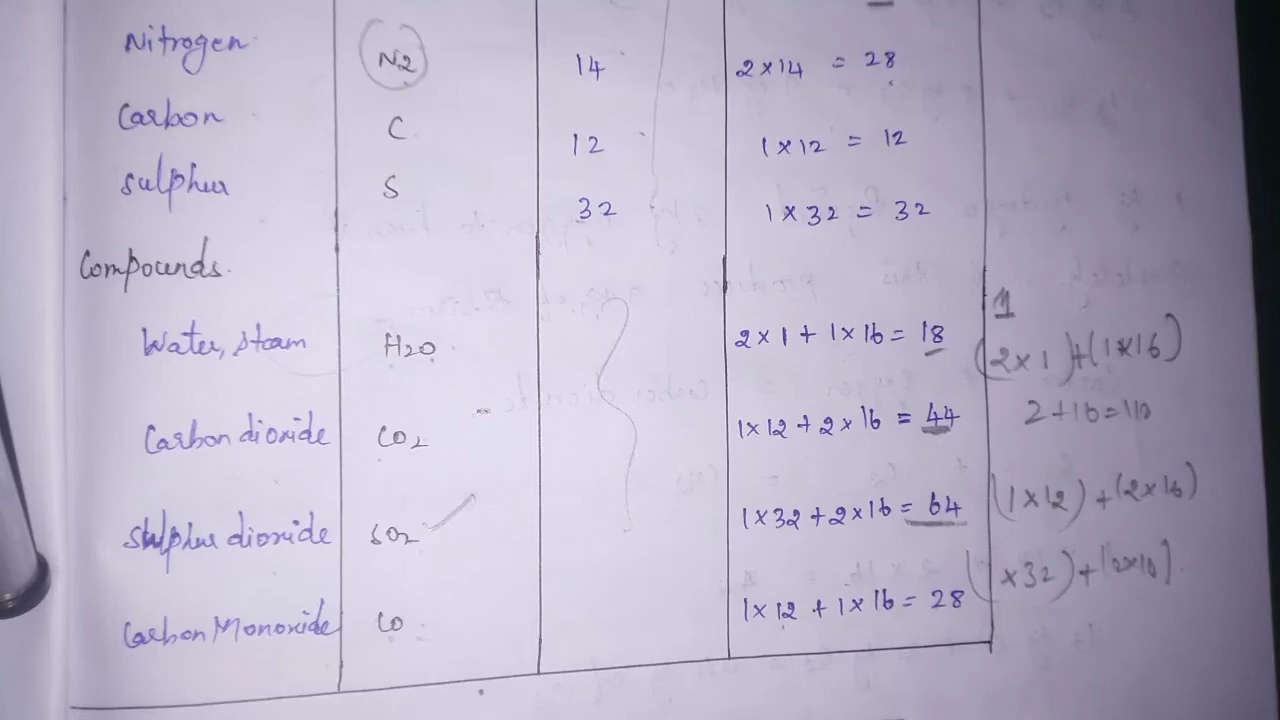 Nitrogen N2 14 2 × 14 = 28
Carbon C 12 1 × 12 = 12
sulphur S 32 1 × 32 = 32
Compounds.
Water, steam H2O 2 × 1 + 1 × 16 = 18
(2 × 1) + (1 × 16)
Carbon dioxide CO2 1 × 12 + 2 × 16 = 44
2 + 16 =
Sulphur dioxide SO2 1 × 32 + 2 × 16 = 64
(1 × 12) + (2 × 16)
( × 32) + (2 × 16)
Carbon Monoxide CO 1 × 12 + 1 × 16 = 28